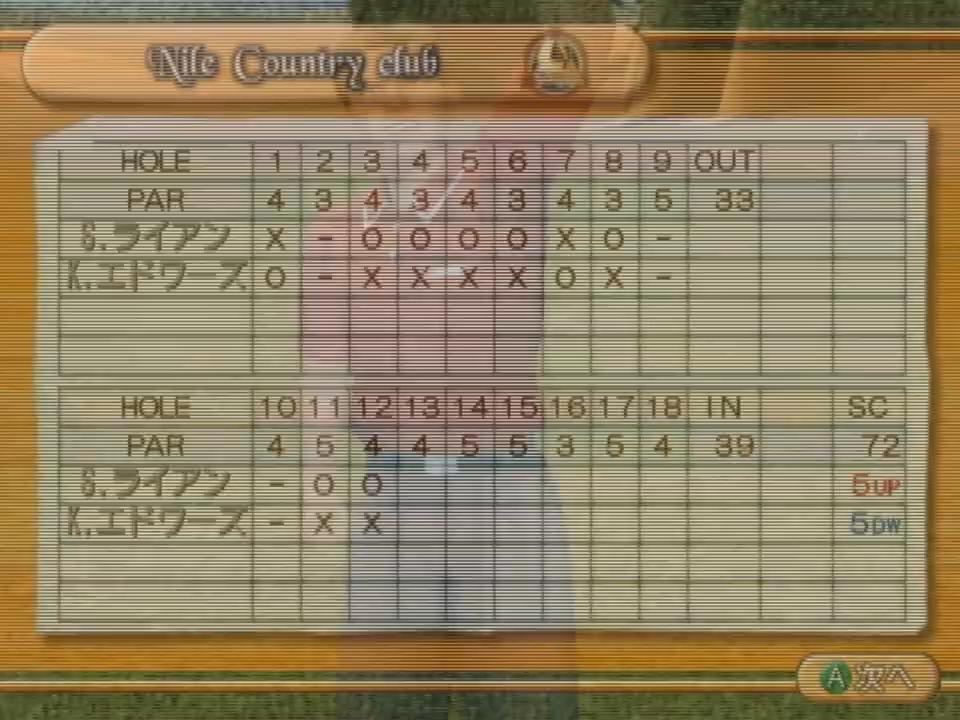 Nile Country club
HOLE 1 2 3 4 5 6 7 8 9 OUT
PAR 4 3 4 3 4 3 4 3 5 33
S.ライアン X - O O O O X O -
K.エドワーズ O - X X X X O X -
HOLE 10 11 12 13 14 15 16 17 18 IN SC
PAR 4 5 4 4 5 5 3 5 4 39 72
S.ライアン - O O 5UP
K.エドワーズ - X X 5DW
A 次へ